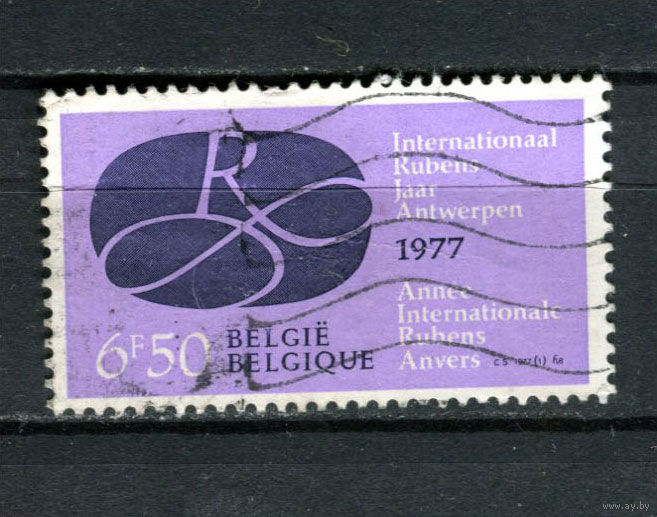 R
Internationaal
Rubens
Jaar
Antwerpen
1977
Année
Internationale
Rubens
Anvers
6F50
BELGIË
BELGIQUE
www.ay.by